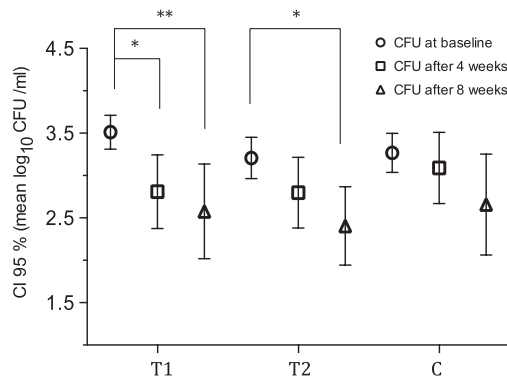 ** *
*
CFU at baseline
CFU after 4 weeks
CFU after 8 weeks
CI 95 % (mean log10 CFU /ml)
4.5
3.5
2.5
1.5
T1 T2 C